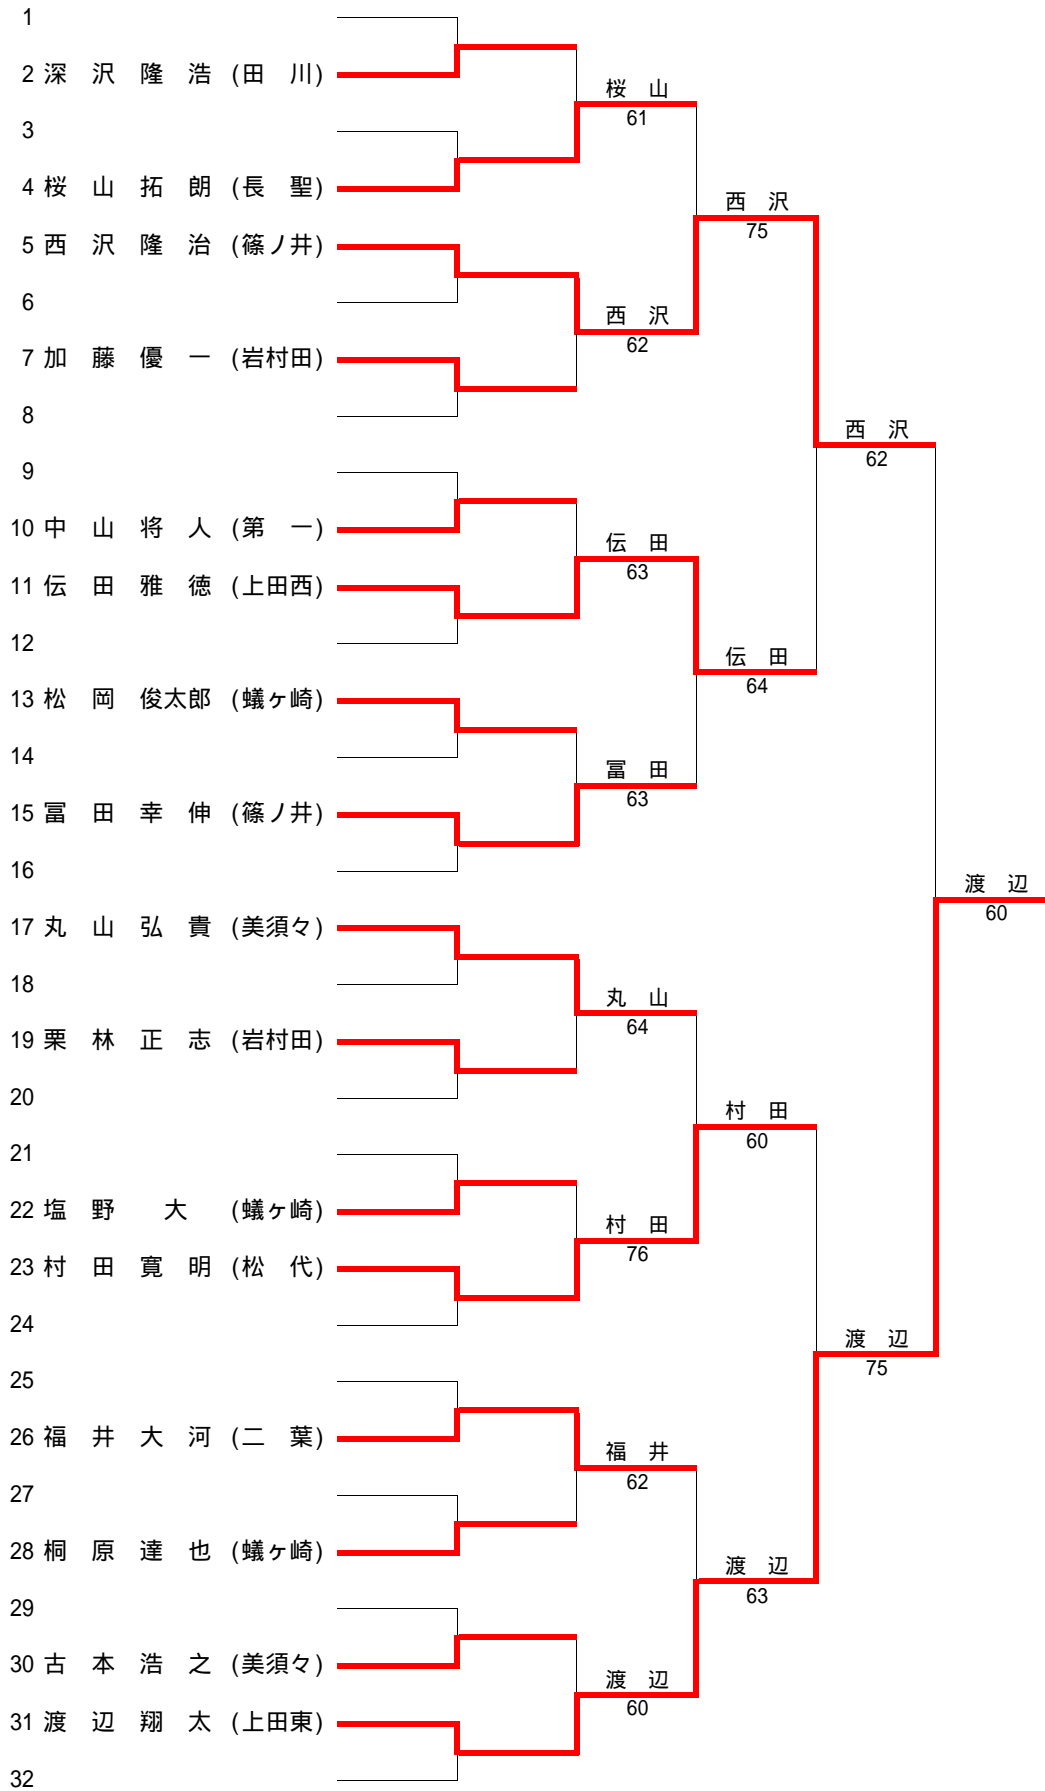 1
2 深 沢 隆 浩 (田 川)
桜 山
61
3
4 桜 山 拓 朗 (長 聖)
西 沢
75
5 西 沢 隆 治 (篠ノ井)
6
西 沢
62
7 加 藤 優 一 (岩村田)
8
西 沢
62
9
10 中 山 将 人 (第 一)
伝 田
63
11 伝 田 雅 徳 (上田西)
12
伝 田
64
13 松 岡 俊太郎 (蟻ヶ崎)
14
冨 田
63
15 冨 田 幸 伸 (篠ノ井)
16
渡 辺
60
17 丸 山 弘 貴 (美須々)
18
丸 山
64
19 栗 林 正 志 (岩村田)
20
村 田
60
21
22 塩 野 大 (蟻ヶ崎)
村 田
76
23 村 田 寛 明 (松 代)
24
渡 辺
75
25
26 福 井 大 河 (二 葉)
福 井
62
27
28 桐 原 達 也 (蟻ヶ崎)
渡 辺
63
29
30 古 本 浩 之 (美須々)
渡 辺
60
31 渡 辺 翔 太 (上田東)
32